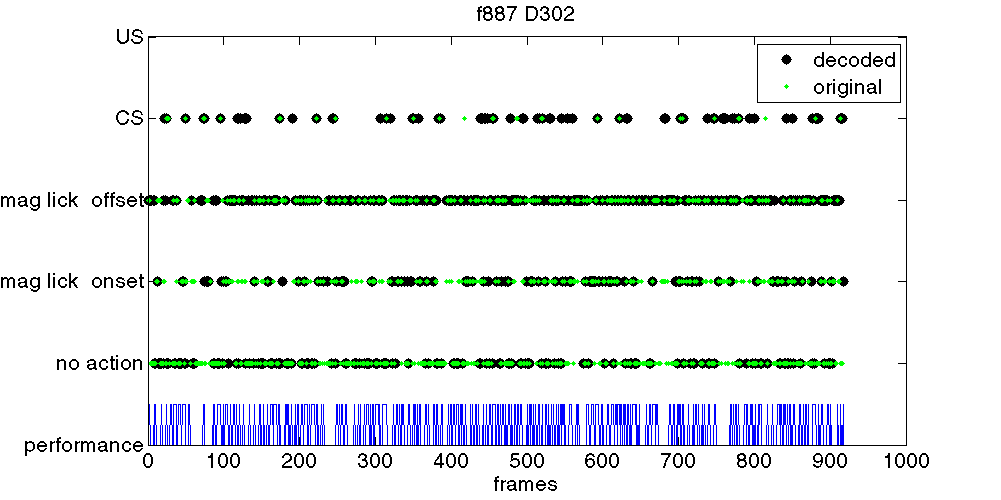 f887 D302
US
decoded
original
CS
mag lick offset
mag lick onset
no action
performance
0 100 200 300 400 500 600 700 800 900 1000
frames